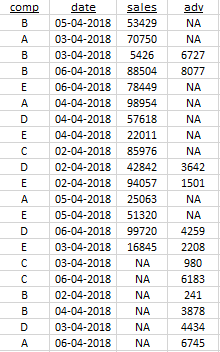 comp date sales adv
B 05-04-2018 53429 NA
A 03-04-2018 70750 NA
B 03-04-2018 5426 6727
B 06-04-2018 88504 8077
E 06-04-2018 78449 NA
A 04-04-2018 98954 NA
D 04-04-2018 57618 NA
E 04-04-2018 22011 NA
C 02-04-2018 85976 NA
D 02-04-2018 42842 3642
E 02-04-2018 94057 1501
A 05-04-2018 25063 NA
E 05-04-2018 51320 NA
D 06-04-2018 99720 4259
E 03-04-2018 16845 2208
C 03-04-2018 NA 980
C 06-04-2018 NA 6183
B 02-04-2018 NA 241
B 04-04-2018 NA 3878
D 03-04-2018 NA 4434
A 06-04-2018 NA 6745